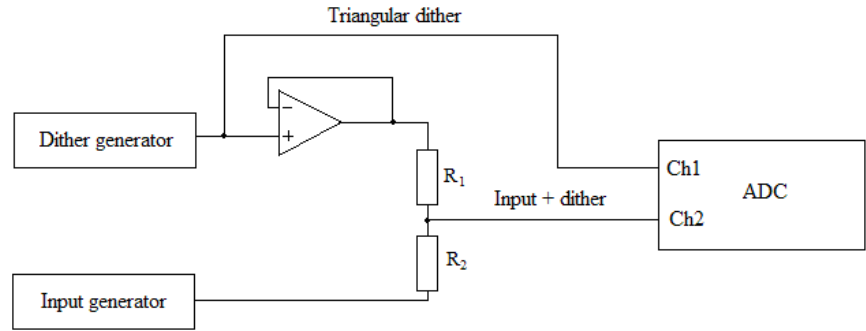 Triangular dither
Dither generator
−
+
R₁
Ch1
ADC
Input + dither
Ch2
R₂
Input generator